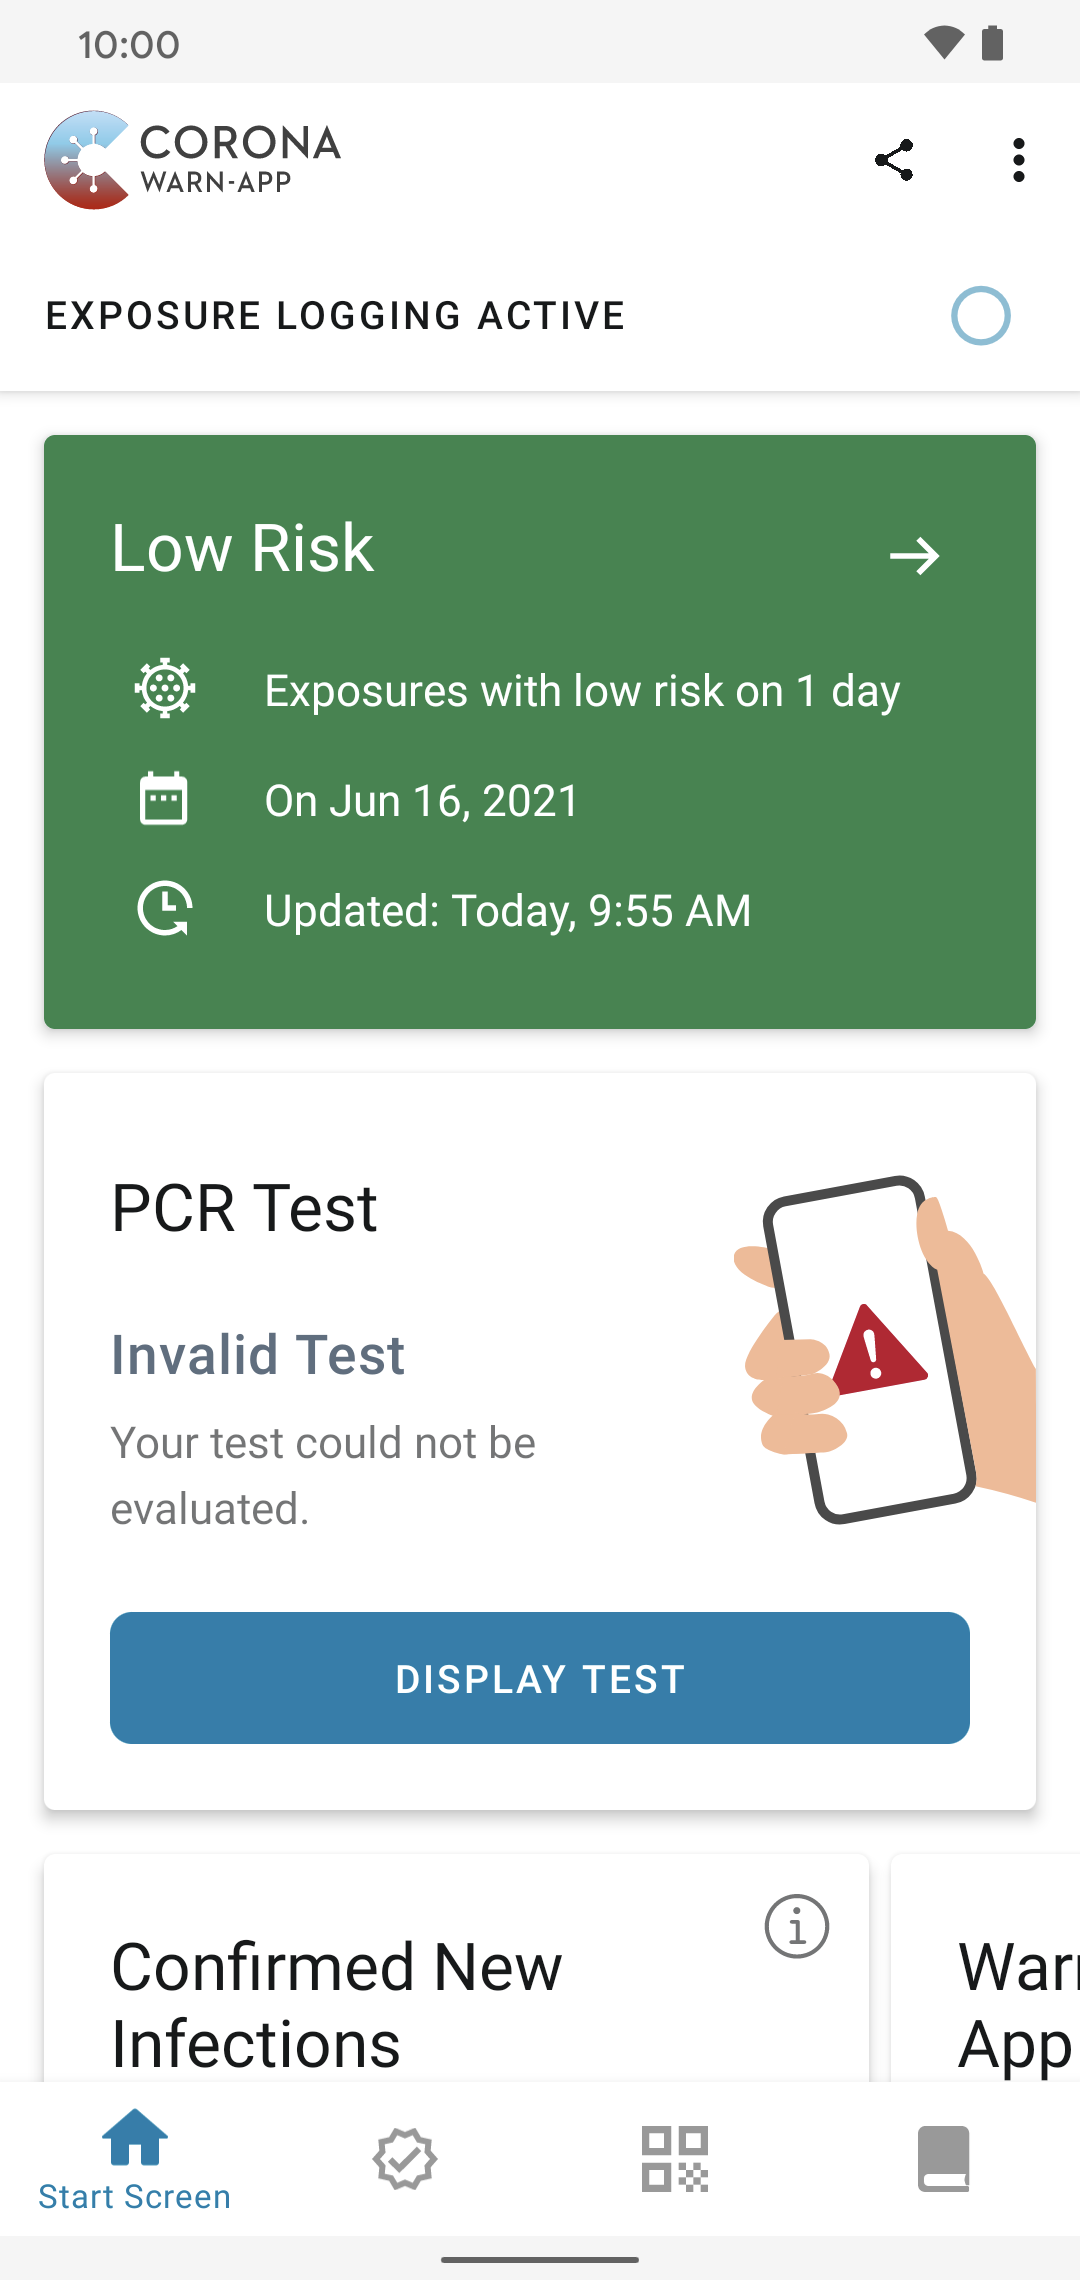 10:00
CORONA
WARN-APP
EXPOSURE LOGGING ACTIVE
Low Risk
Exposures with low risk on 1 day
On Jun 16, 2021
Updated: Today, 9:55 AM
PCR Test
Invalid Test
Your test could not be
evaluated.
DISPLAY TEST
Confirmed New
Infections
App
Start Screen